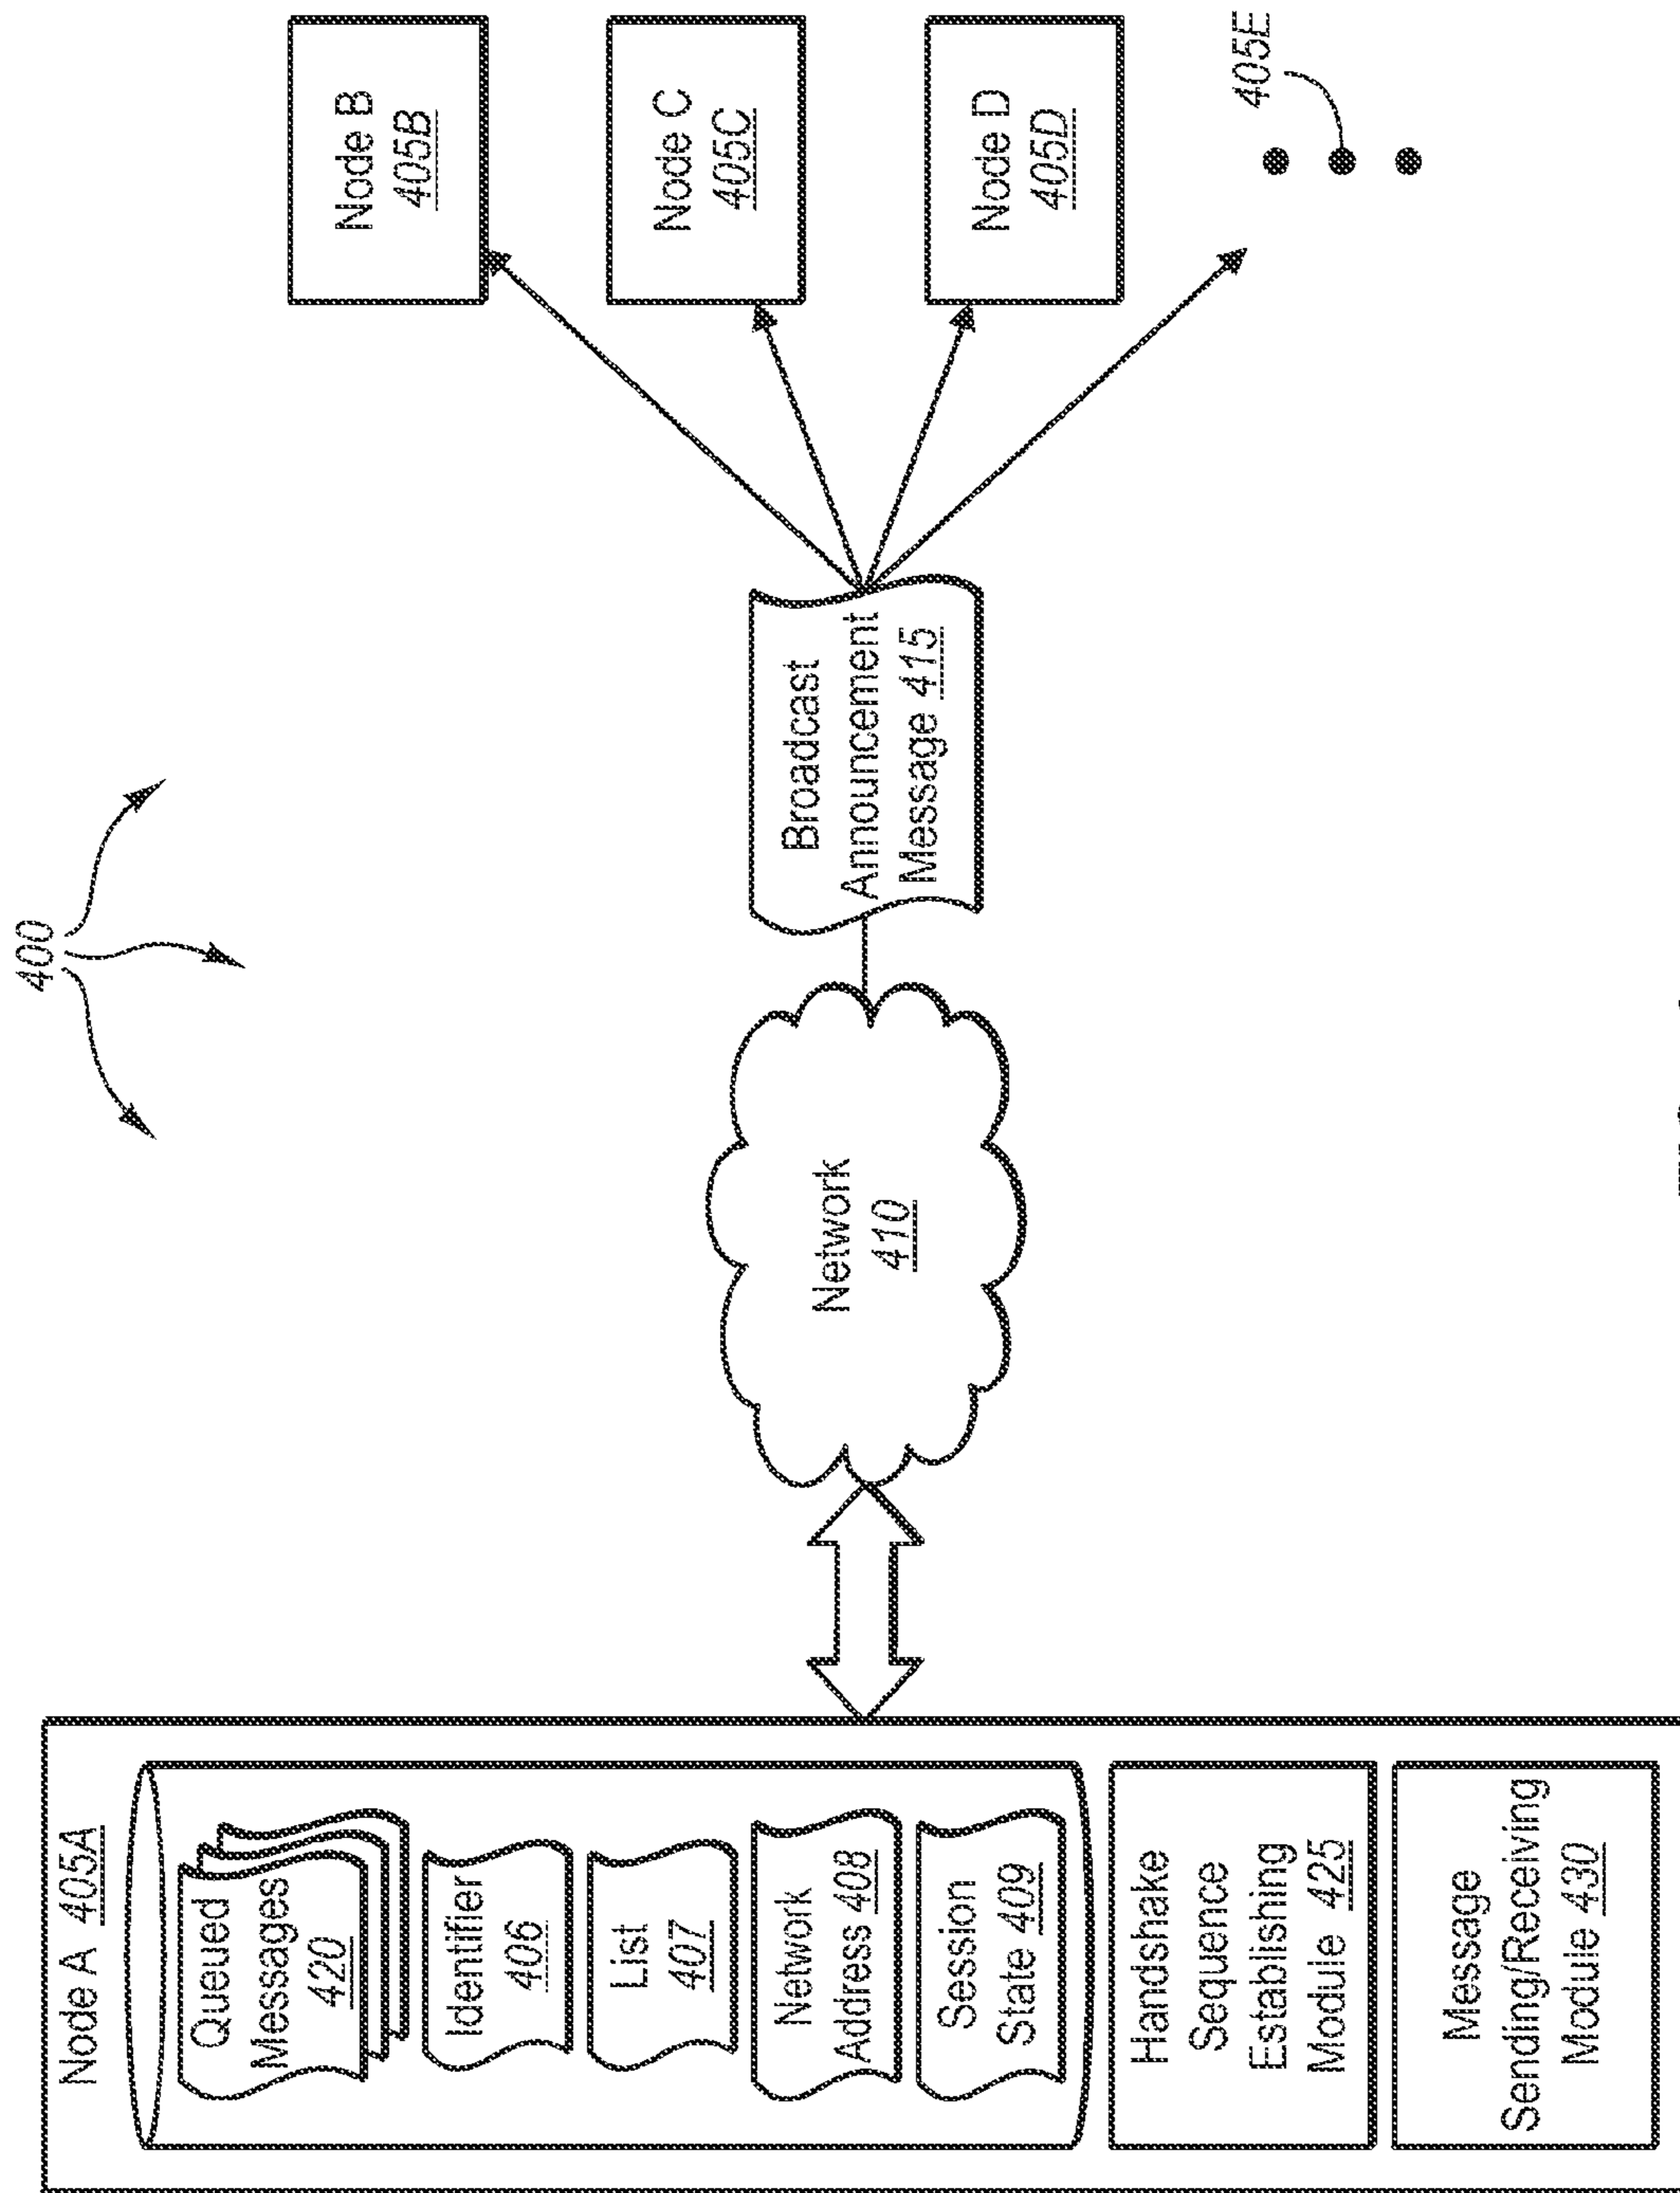 400
Node A 405A
Queued
Messages
420
Identifier
406
List
407
Network
Address 408
Session
State 409
Handshake
Sequence
Establishing
Module 425
Message
Sending/Receiving
Module 430
Network
410
Broadcast
Announcement
Message 415
Node B
405B
Node C
405C
Node D
405D
405E